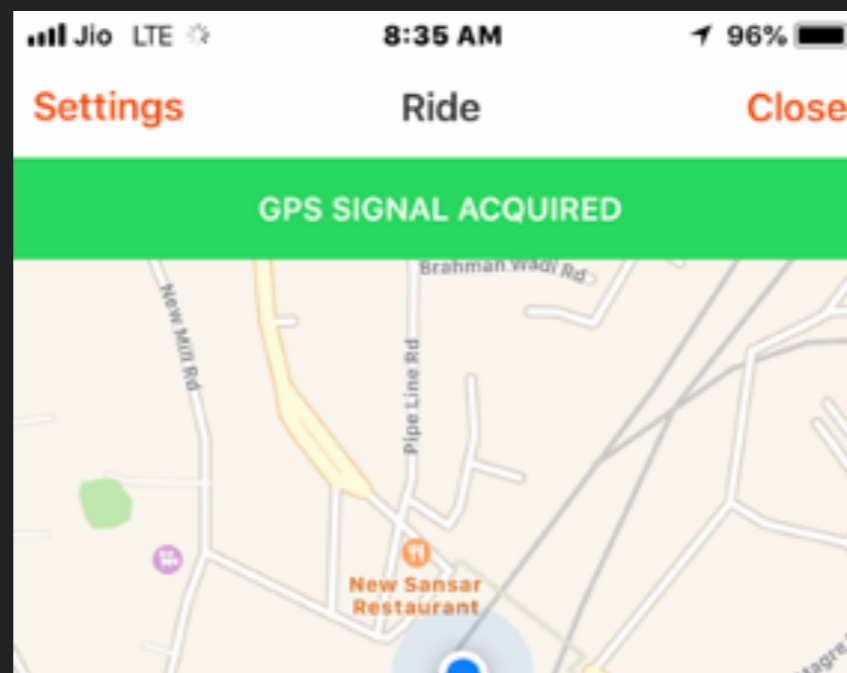 Jio LTE 8:35 AM 96%
Settings Ride Close
GPS SIGNAL ACQUIRED
Brahman Wadi Rd
New Mill Rd
Pipe Line Rd
New Sansar
Restaurant